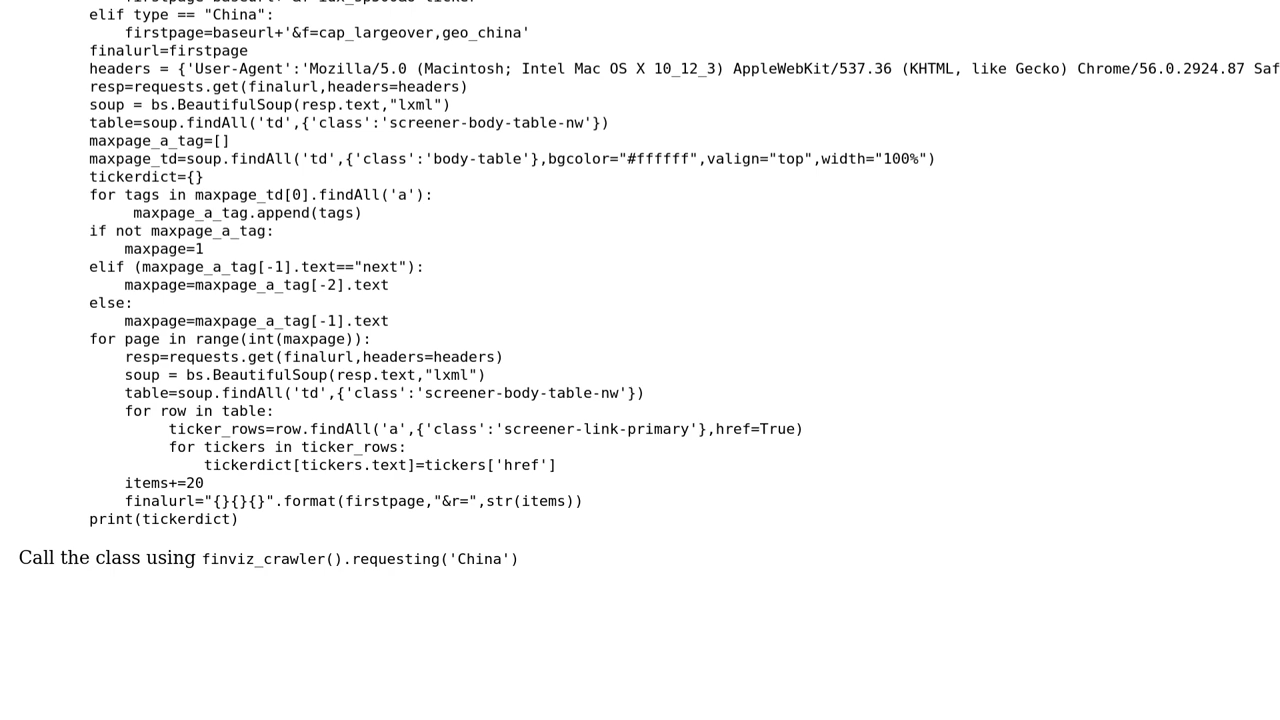 elif type == "China":
firstpage=baseurl+'&f=cap_largeover,geo_china'
finalurl=firstpage
headers = {'User-Agent':'Mozilla/5.0 (Macintosh; Intel Mac OS X 10_12_3) AppleWebKit/537.36 (KHTML, like Gecko) Chrome/56.0.2924.87 Saf
resp=requests.get(finalurl,headers=headers)
soup = bs.BeautifulSoup(resp.text,"lxml")
table=soup.findAll('td',{'class':'screener-body-table-nw'})
maxpage_a_tag=[]
maxpage_td=soup.findAll('td',{'class':'body-table'},bgcolor="#ffffff",valign="top",width="100%")
tickerdict={}
for tags in maxpage_td[0].findAll('a'):
maxpage_a_tag.append(tags)
if not maxpage_a_tag:
maxpage=1
elif (maxpage_a_tag[-1].text=="next"):
maxpage=maxpage_a_tag[-2].text
else:
maxpage=maxpage_a_tag[-1].text
for page in range(int(maxpage)):
resp=requests.get(finalurl,headers=headers)
soup = bs.BeautifulSoup(resp.text,"lxml")
table=soup.findAll('td',{'class':'screener-body-table-nw'})
for row in table:
ticker_rows=row.findAll('a',{'class':'screener-link-primary'},href=True)
for tickers in ticker_rows:
tickerdict[tickers.text]=tickers['href']
items+=20
finalurl="{}{}{}".format(firstpage,"&r=",str(items))
print(tickerdict)
Call the class using finviz_crawler().requesting('China')